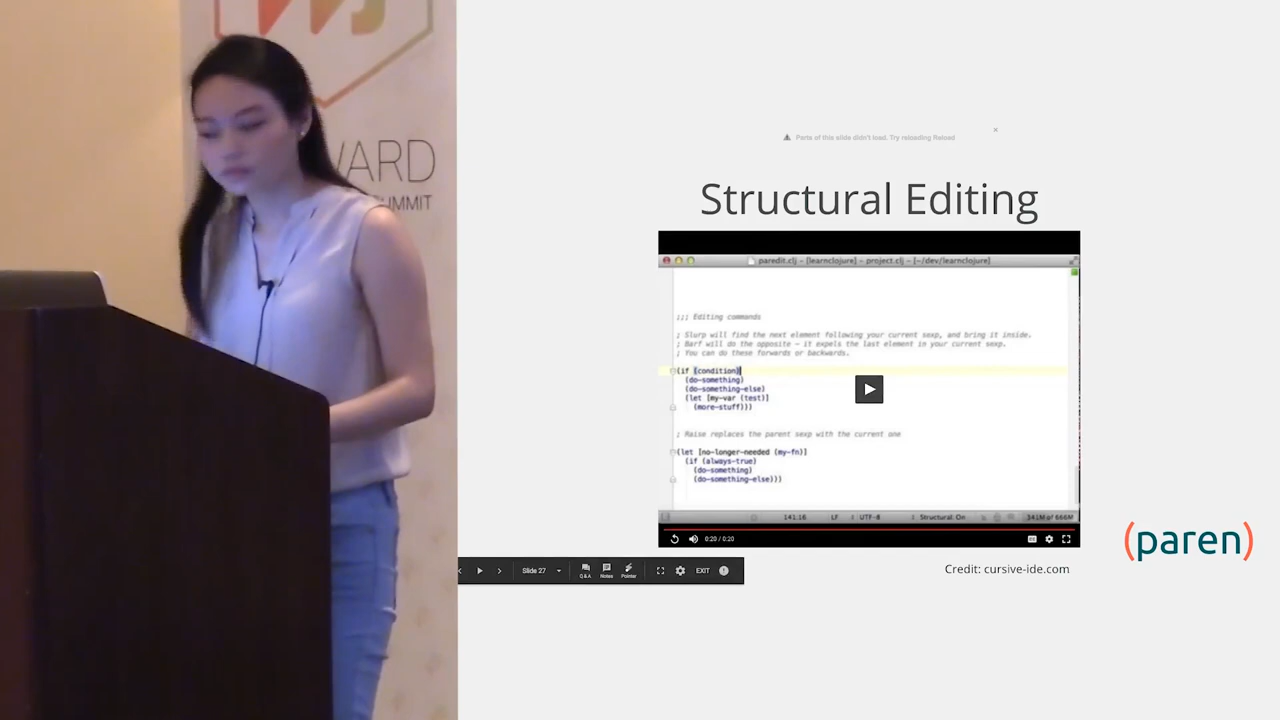 WARD
SUMMIT
Parts of this slide didn't load. Try reloading Reload
Structural Editing
paredit.clj – [learnclojure] – project.clj – [~/dev/learnclojure]
;;; Editing commands
; Slurp will find the next element following your current sexp, and bring it inside.
; Barf will do the opposite – it expels the last element in your current sexp.
; You can do these forwards or backwards.
(if (condition)
(do-something)
(do-something-else)
(let [my-var (test)]
(more-stuff)))
; Raise replaces the parent sexp with the current one
(let [no-longer-needed (my-fn)]
(if (always-true)
(do-something)
(do-something-else)))
141:16 LF UTF-8 Structural: On 341M of 666M
0:20 / 0:20
(paren)
Slide 27 Q&A Notes Pointer EXIT
Credit: cursive-ide.com